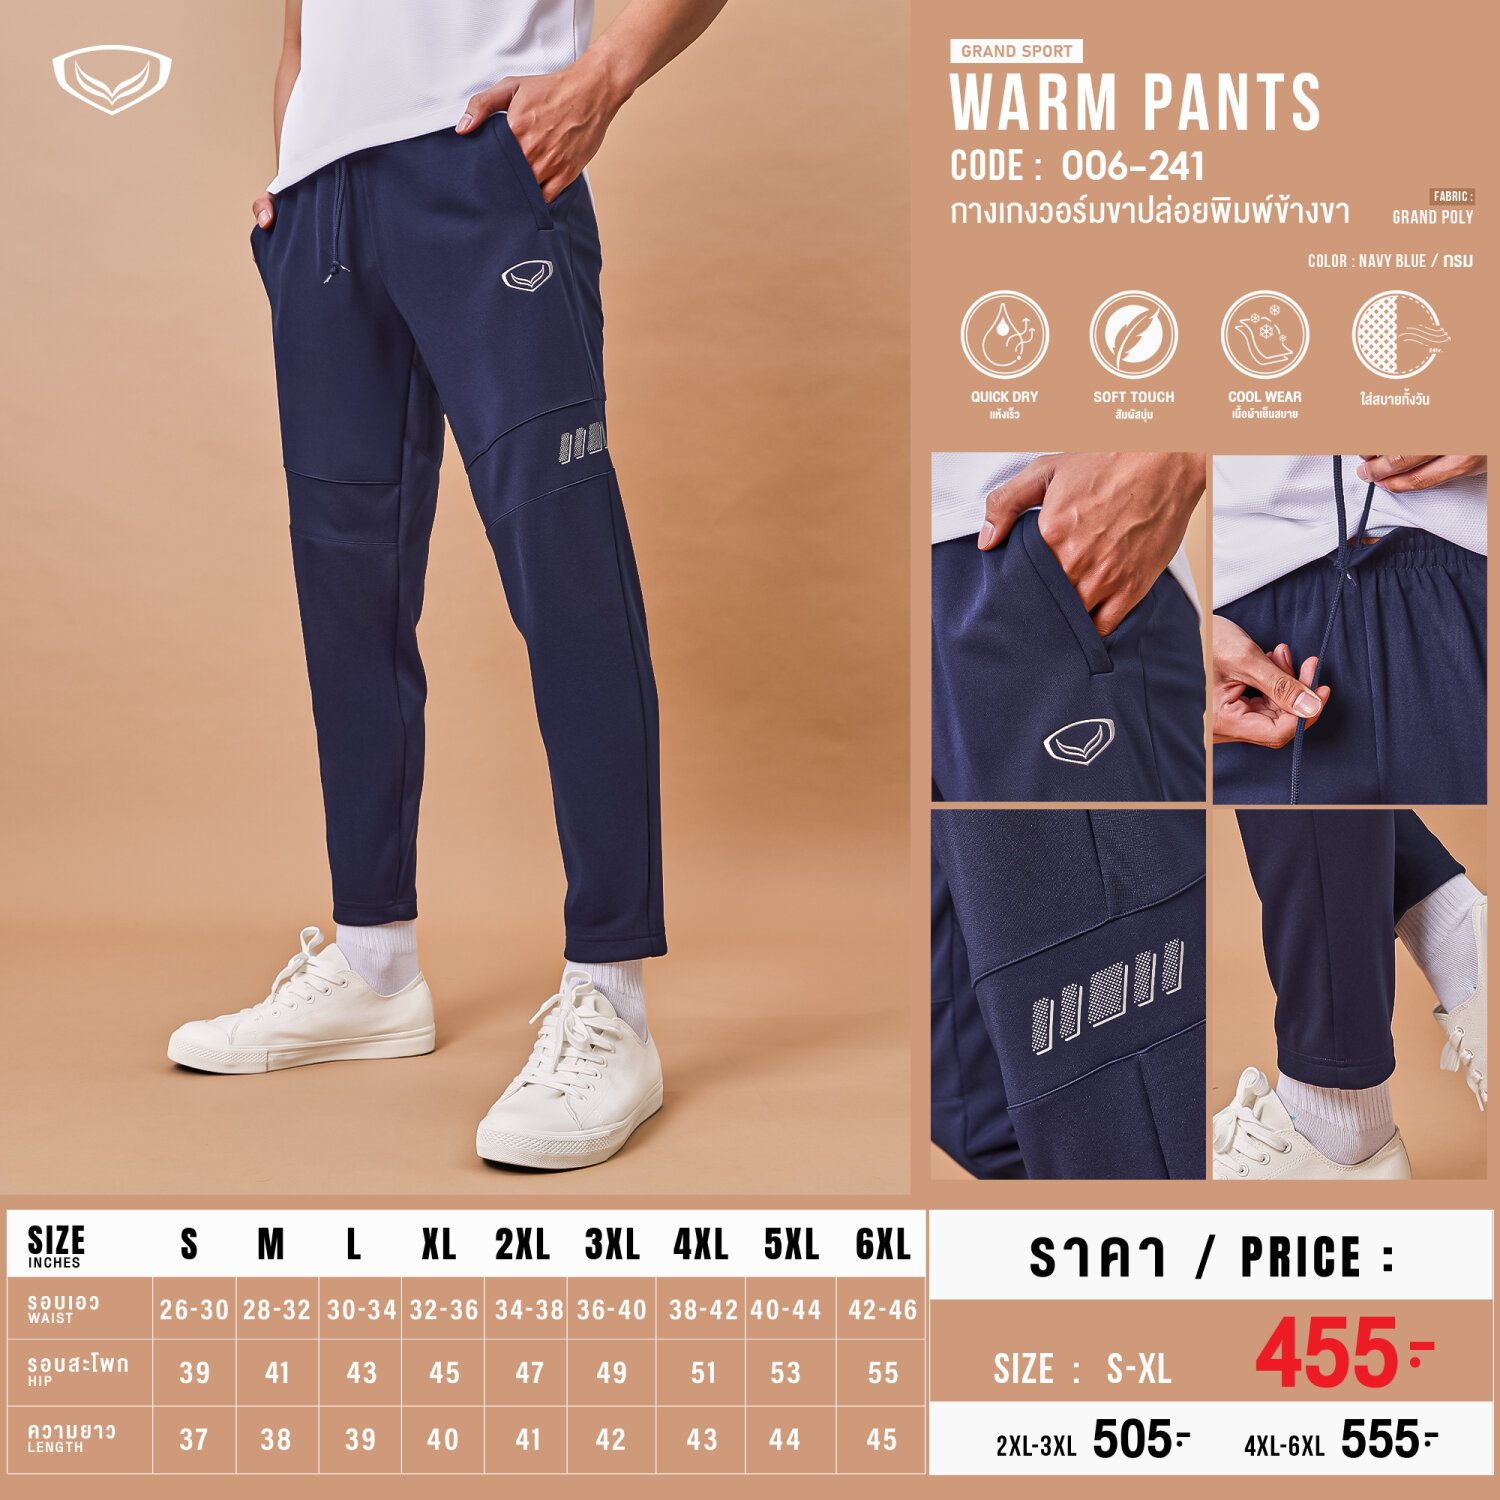 GRAND SPORT
WARM PANTS
CODE : 006-241
กางเกงวอร์มขาปล่อยพิมพ์ข้างขา
FABRIC :
GRAND POLY
COLOR : NAVY BLUE / กรม
QUICK DRY
แห้งเร็ว
SOFT TOUCH
สัมผัสนุ่ม
COOL WEAR
เนื้อผ้าเย็นสบาย
24hr.
ใส่สบายทั้งวัน
SIZE S M L XL 2XL 3XL 4XL 5XL 6XL
INCHES
รอบเอว 26-30 28-32 30-34 32-36 34-38 36-40 38-42 40-44 42-46
WAIST
รอบสะโพก 39 41 43 45 47 49 51 53 55
HIP
ความยาว 37 38 39 40 41 42 43 44 45
LENGTH
ราคา / PRICE :
SIZE : S-XL 455.-
2XL-3XL 505.- 4XL-6XL 555.-